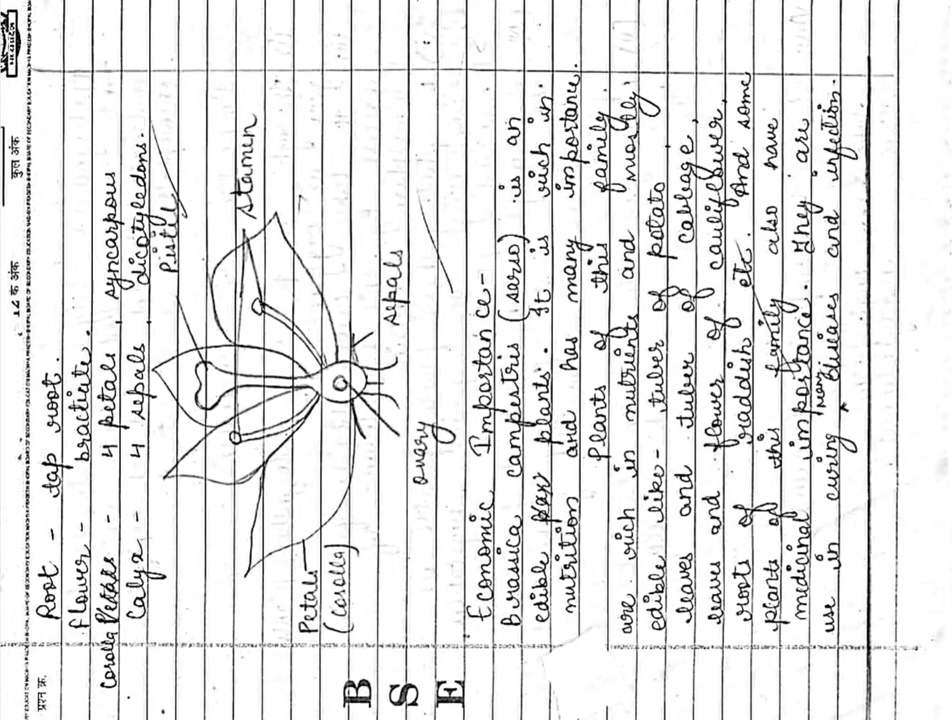 प्रश्न क्र.
12 के अंक
कुल अंक
Root - tap root.
flower - bractiate.
Corolla Petals - 4 petals, syncarpous
Calyx - 4 sepals, dicotyledons.
Pistil
stamen
Petals
(corolla)
sepals
ovary
B
S
E
Economic Importance -
Brassica campestris (sarso) is an
edible plants. It is rich in.
nutrition and has many importance.
Plants of this family
are rich in nutrients and mostly
edible like - tuber of potato
leaves and tuber of cabbage,
leaves and flower of cauliflower,
roots of raddish etc. And some
plants of this family also have
medicinal importance. They are
use in curing many diseases and infection.